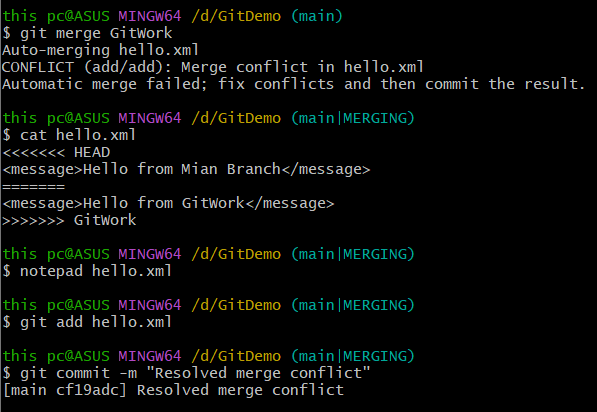 this pc@ASUS MINGW64 /d/GitDemo (main)
$ git merge GitWork
Auto-merging hello.xml
CONFLICT (add/add): Merge conflict in hello.xml
Automatic merge failed; fix conflicts and then commit the result.
this pc@ASUS MINGW64 /d/GitDemo (main|MERGING)
$ cat hello.xml
<<<<<<< HEAD
<message>Hello from Mian Branch</message>
=======
<message>Hello from GitWork</message>
>>>>>>> GitWork
this pc@ASUS MINGW64 /d/GitDemo (main|MERGING)
$ notepad hello.xml
this pc@ASUS MINGW64 /d/GitDemo (main|MERGING)
$ git add hello.xml
this pc@ASUS MINGW64 /d/GitDemo (main|MERGING)
$ git commit -m "Resolved merge conflict"
[main cf19adc] Resolved merge conflict